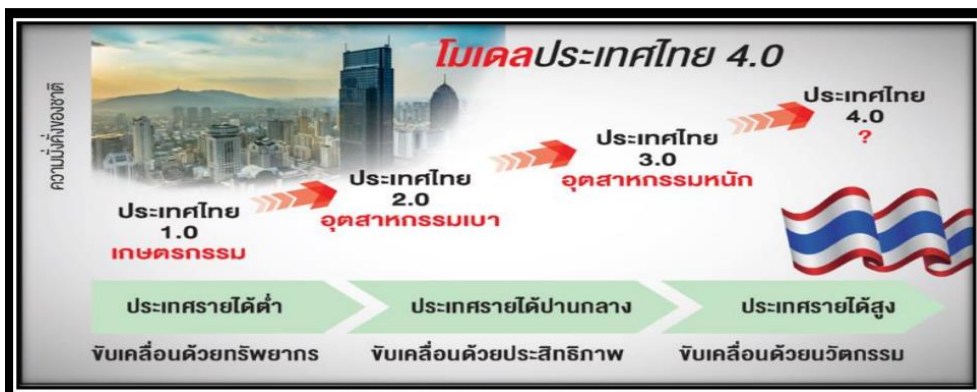 โมเดลประเทศไทย 4.0
ความมั่งคั่งของชาติ
ประเทศไทย
1.0
เกษตรกรรม
ประเทศไทย
2.0
อุตสาหกรรมเบา
ประเทศไทย
3.0
อุตสาหกรรมหนัก
ประเทศไทย
4.0
?
ประเทศรายได้ต่ำ
ประเทศรายได้ปานกลาง
ประเทศรายได้สูง
ขับเคลื่อนด้วยทรัพยากร
ขับเคลื่อนด้วยประสิทธิภาพ
ขับเคลื่อนด้วยนวัตกรรม